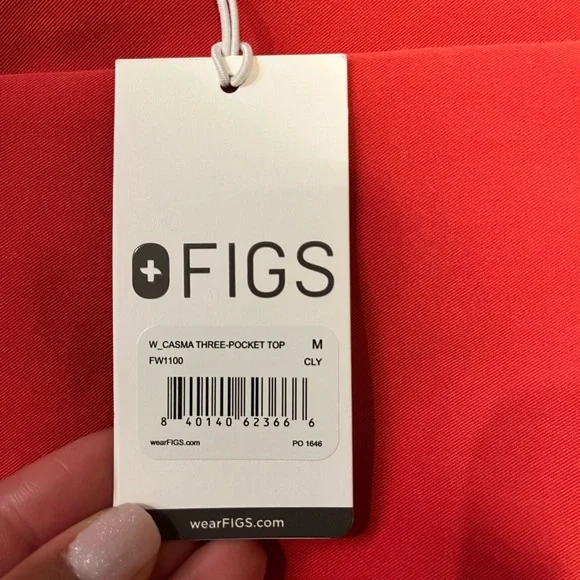 FIGS
W_CASMA THREE-POCKET TOP M
FW1100 CLY
8 40140 62366 6
wearFIGS.com PO 1646
wearFIGS.com